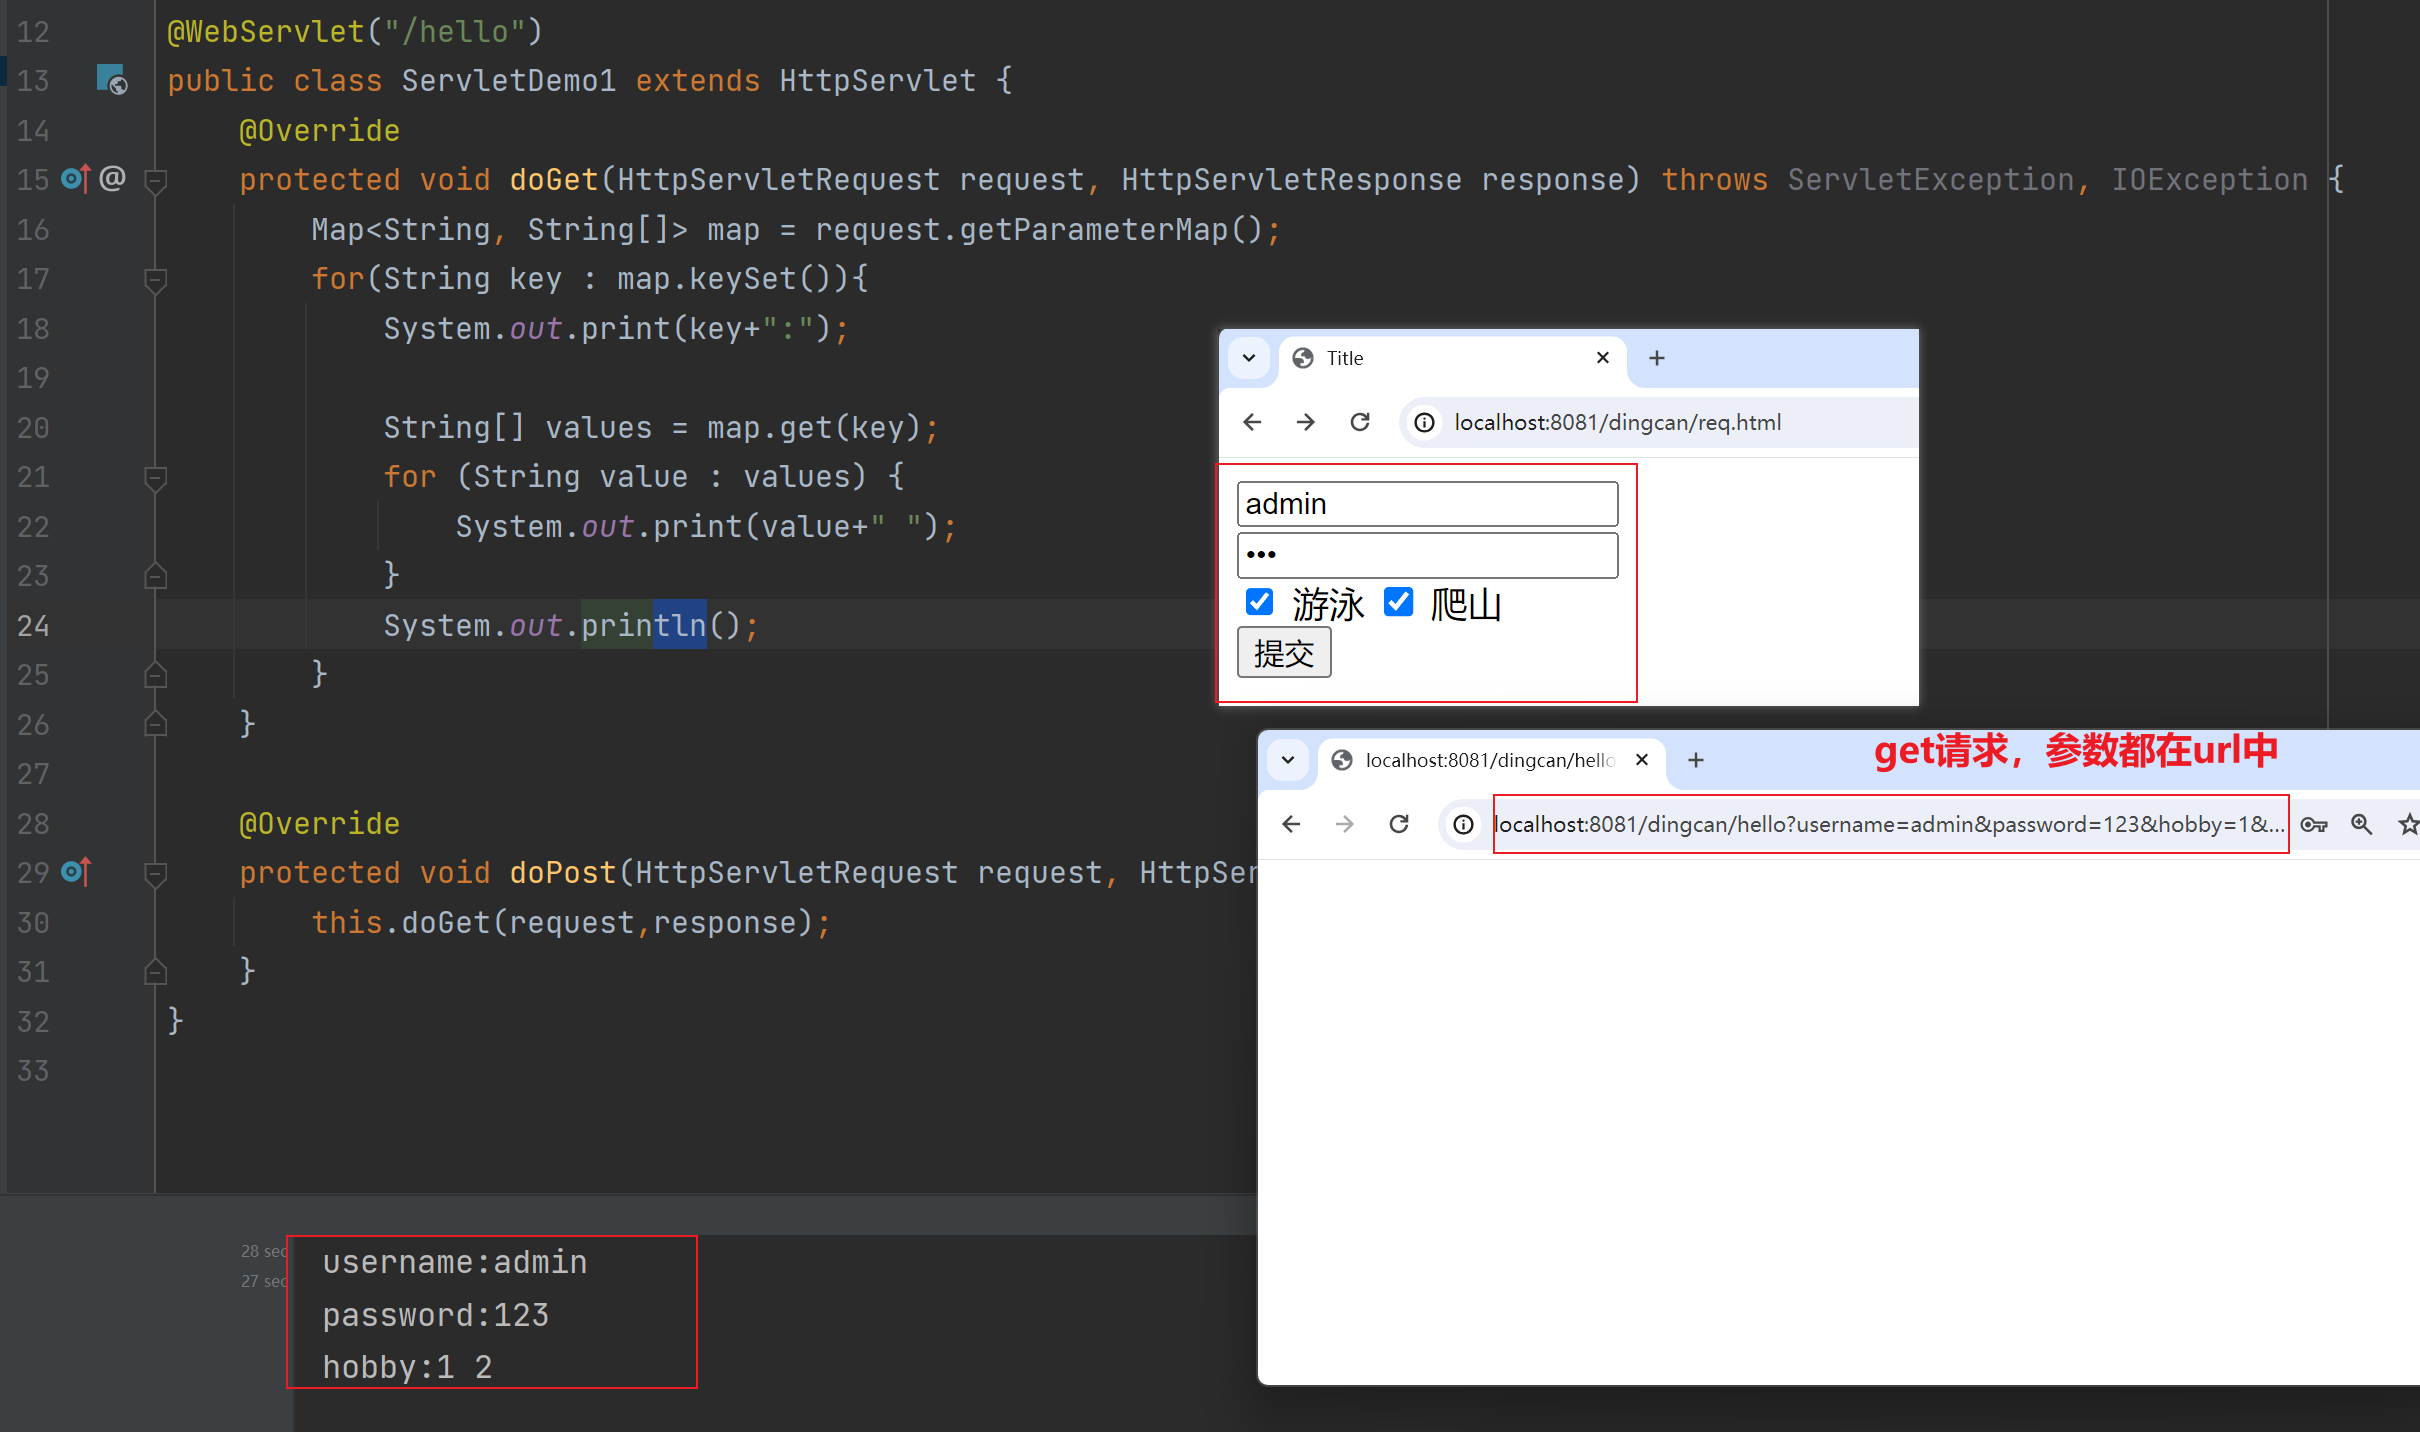 12 @WebServlet("/hello")
13 public class ServletDemo1 extends HttpServlet {
14 @Override
15 @ protected void doGet(HttpServletRequest request, HttpServletResponse response) throws ServletException, IOException {
16 Map<String, String[]> map = request.getParameterMap();
17 for(String key : map.keySet()){
18 System.out.print(key+":");
19
20 String[] values = map.get(key);
21 for (String value : values) {
22 System.out.print(value+" ");
23 }
24 System.out.println();
25 }
26 }
27
28 @Override
29 protected void doPost(HttpServletRequest request, HttpSer
30 this.doGet(request,response);
31 }
32 }
33
Title
localhost:8081/dingcan/req.html
admin
•••
游泳 爬山
提交
get请求，参数都在url中
localhost:8081/dingcan/hello
localhost:8081/dingcan/hello?username=admin&password=123&hobby=1&...
28 sec
27 sec
username:admin
password:123
hobby:1 2